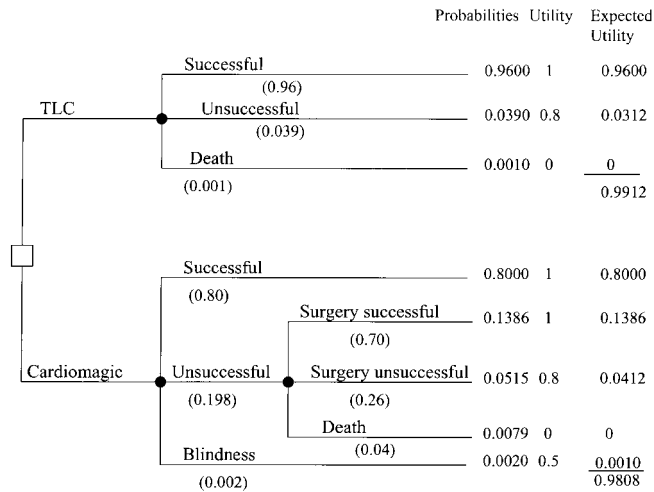 Probabilities Utility Expected
Utility
Successful 0.9600 1 0.9600
(0.96)
TLC Unsuccessful 0.0390 0.8 0.0312
(0.039)
Death 0.0010 0 0
(0.001) 0.9912
Successful 0.8000 1 0.8000
(0.80)
Surgery successful 0.1386 1 0.1386
(0.70)
Cardiomagic Unsuccessful Surgery unsuccessful 0.0515 0.8 0.0412
(0.198) (0.26)
Death 0.0079 0 0
(0.04)
Blindness 0.0020 0.5 0.0010
(0.002) 0.9808